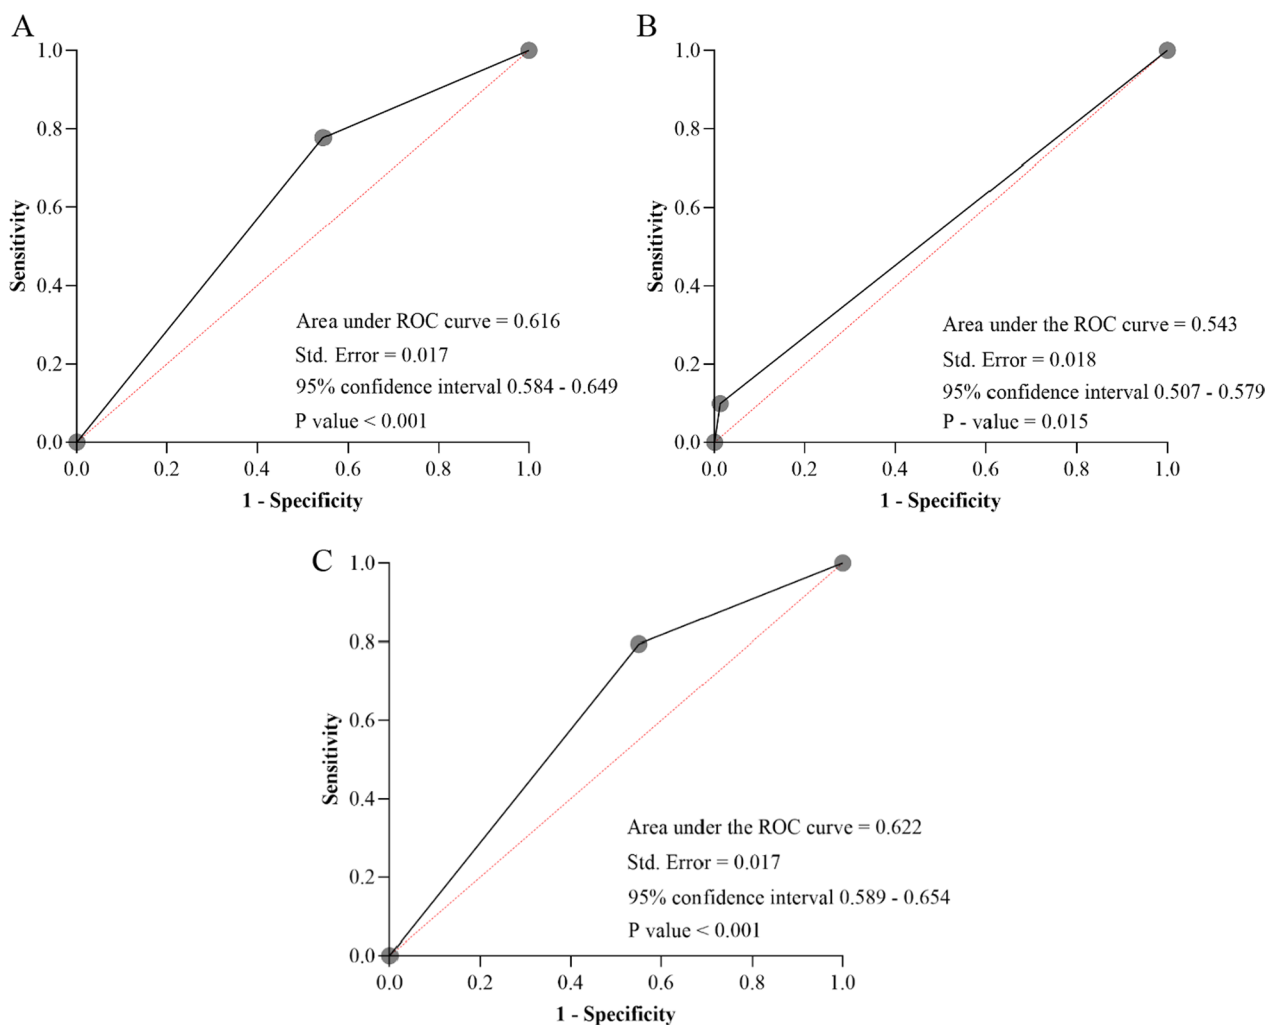 A
1.0
0.8
0.6
0.4
0.2
0.0
Sensitivity
Area under ROC curve = 0.616
Std. Error = 0.017
95% confidence interval 0.584 - 0.649
P value < 0.001
0.0 0.2 0.4 0.6 0.8 1.0
1 - Specificity
B
1.0
0.8
0.6
0.4
0.2
0.0
Sensitivity
Area under the ROC curve = 0.543
Std. Error = 0.018
95% confidence interval 0.507 - 0.579
P - value = 0.015
0.0 0.2 0.4 0.6 0.8 1.0
1 - Specificity
C
1.0
0.8
0.6
0.4
0.2
0.0
Sensitivity
Area under the ROC curve = 0.622
Std. Error = 0.017
95% confidence interval 0.589 - 0.654
P value < 0.001
0.0 0.2 0.4 0.6 0.8 1.0
1 - Specificity